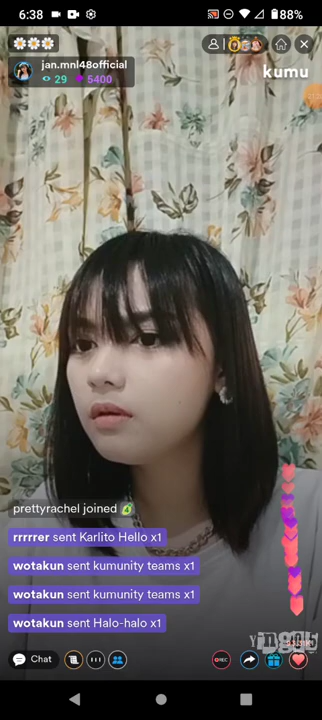 6:38
88%
jan.mnl48official
29 5400
kumu
prettyrachel joined
rrrrrer sent Karlito Hello x1
wotakun sent kumunity teams x1
wotakun sent kumunity teams x1
wotakun sent Halo-halo x1
Chat
REC